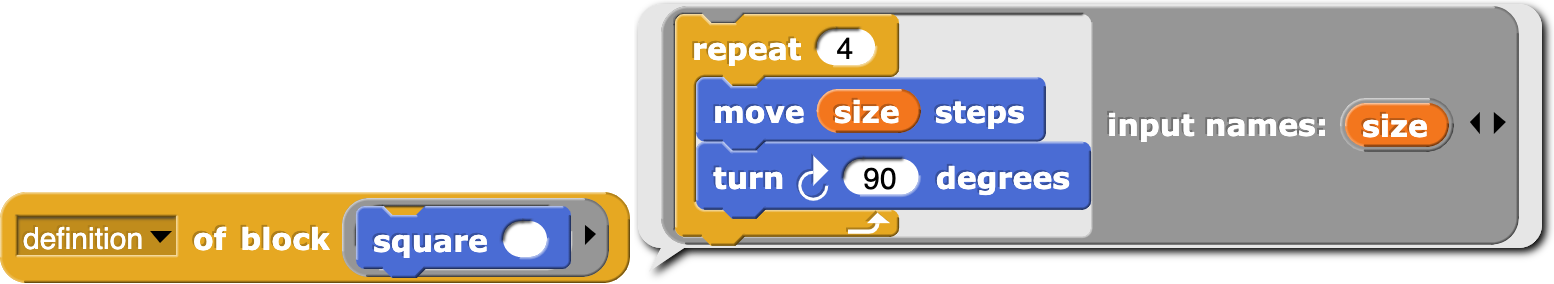 repeat 4
move size steps
turn 90 degrees
input names: size
definition of block square